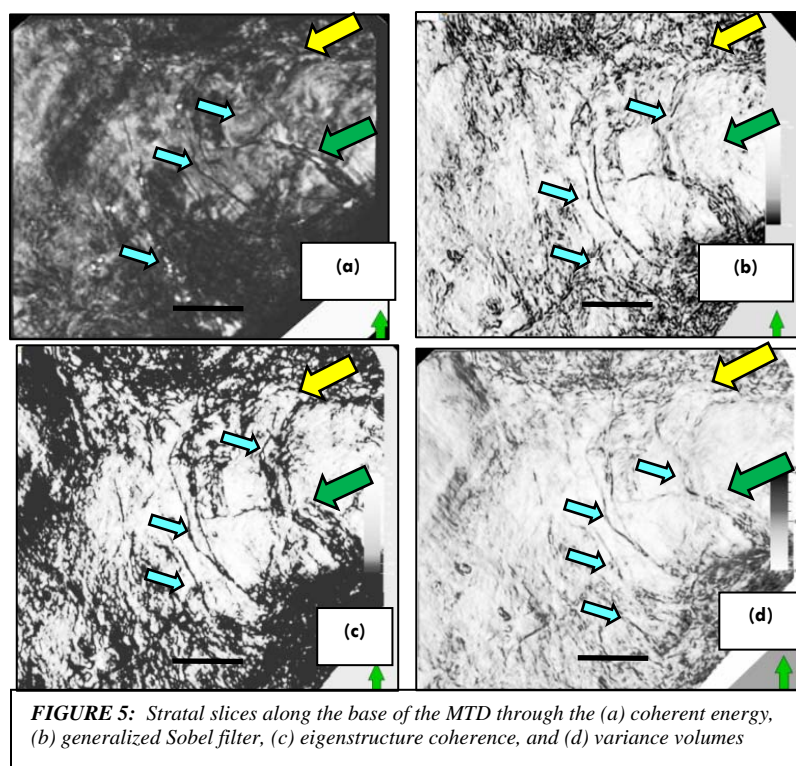 (a)
(b)
(c)
(d)
FIGURE 5: Stratal slices along the base of the MTD through the (a) coherent energy,
(b) generalized Sobel filter, (c) eigenstructure coherence, and (d) variance volumes